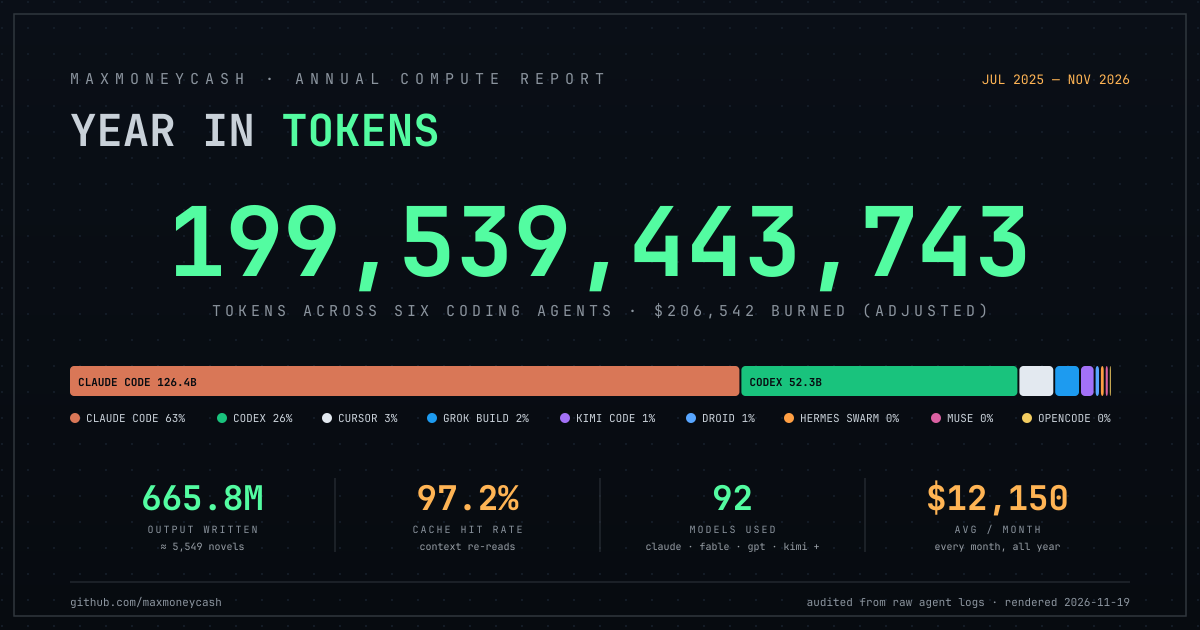 MAXMONEYCASH · ANNUAL COMPUTE REPORT
JUL 2025 — NOV 2026
YEAR IN TOKENS
199,539,443,743
TOKENS ACROSS SIX CODING AGENTS · $206,542 BURNED (ADJUSTED)
CLAUDE CODE 126.4B CODEX 52.3B
CLAUDE CODE 63% CODEX 26% CURSOR 3% GROK BUILD 2% KIMI CODE 1% DROID 1% HERMES SWARM 0% MUSE 0% OPENCODE 0%
665.8M 97.2% 92 $12,150
OUTPUT WRITTEN CACHE HIT RATE MODELS USED AVG / MONTH
≈ 5,549 novels context re-reads claude · fable · gpt · kimi + every month, all year
github.com/maxmoneycash audited from raw agent logs · rendered 2026-11-19